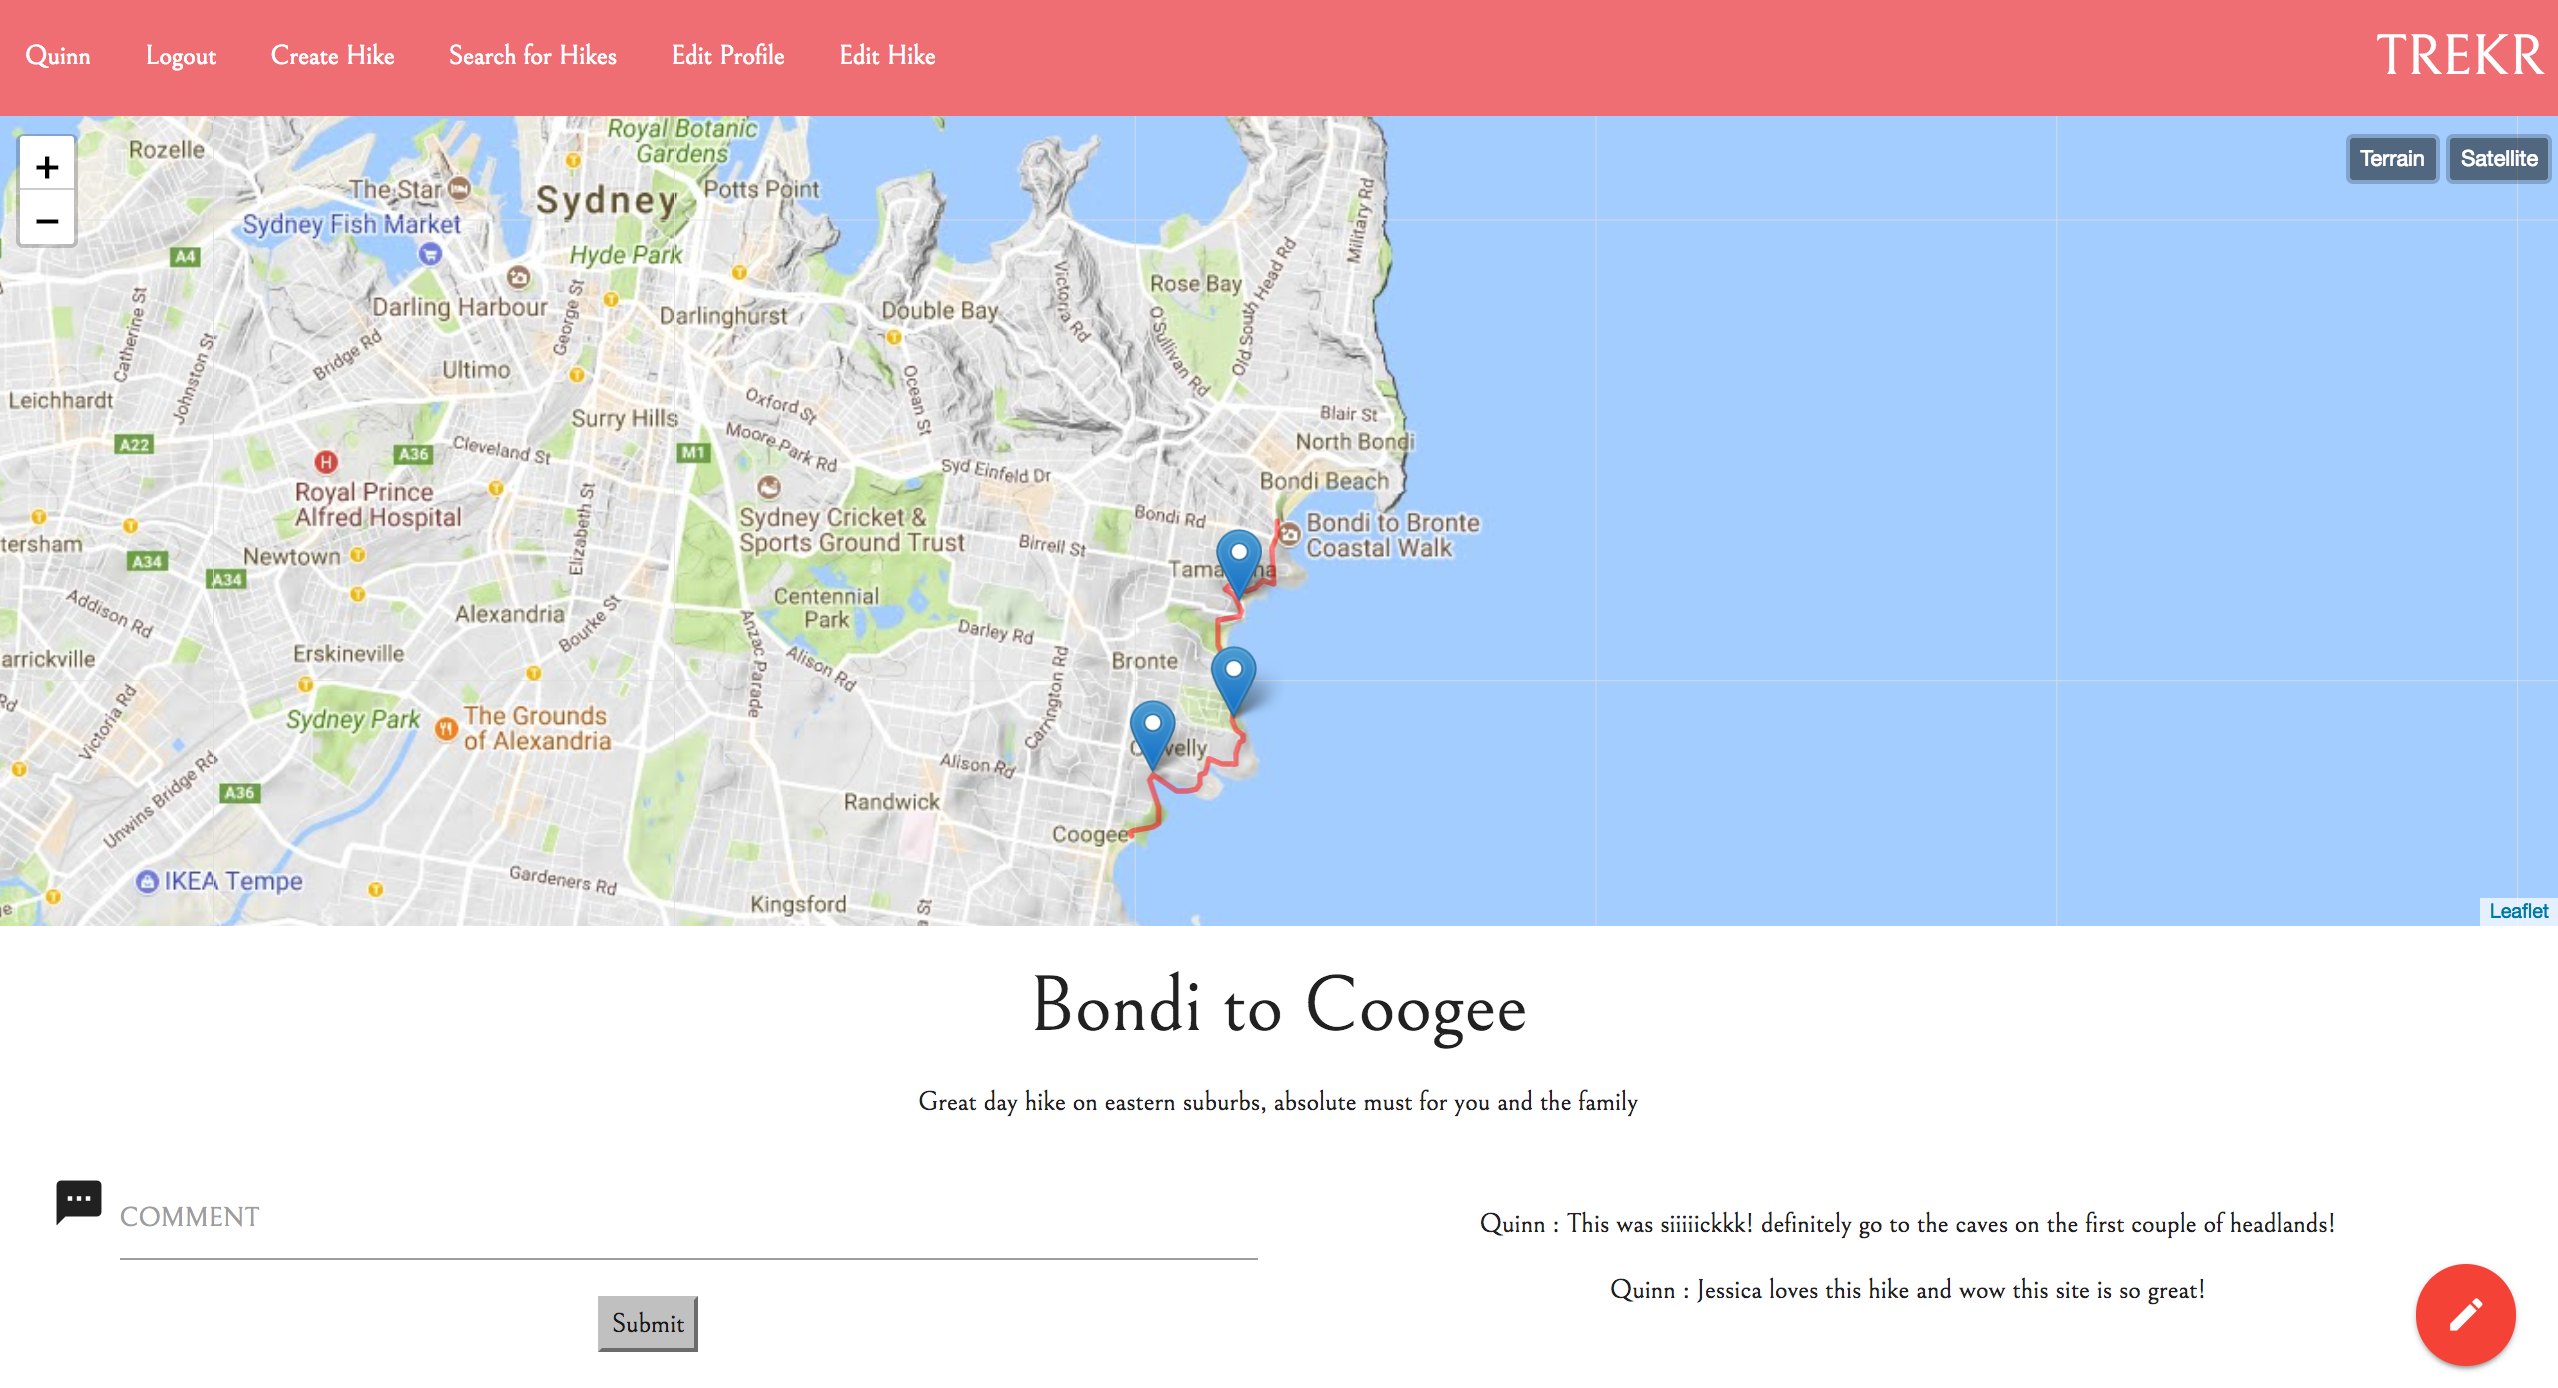 Quinn Logout Create Hike Search for Hikes Edit Profile Edit Hike TREKR
+
−
Terrain Satellite
Royal Botanic
Gardens
Rozelle
The Star
Potts Point
Sydney
Sydney Fish Market
Military Rd
A4
Hyde Park
Victoria Rd
Rose Bay
Old South Head Rd
Catherine St
Darling Harbour
George St
Darlinghurst
Double Bay
O'Sullivan Rd
Johnston St
Bridge Rd
Ultimo
Leichhardt
Oxford St
Ocean St
Surry Hills
Blair St
A22
A36
Cleveland St
M1
Moore Park Rd
North Bondi
H
Syd Einfeld Dr
Bondi Beach
Royal Prince
Alfred Hospital
Elizabeth St
Sydney Cricket &
Sports Ground Trust
Bondi Rd
Bondi to Bronte
Coastal Walk
tersham
A34
Newtown
Birrell St
Tama
na
A34
Addison Rd
Alexandria
Bourke St
Centennial
Park
Darley Rd
arrickville
Erskineville
Anzac Parade
Alison Rd
Carrington Rd
Bronte
Rd
Victoria Rd
Sydney Park
The Grounds
of Alexandria
velly
Unwins Bridge Rd
A36
Alison Rd
Randwick
Coogee
IKEA Tempe
Gardeners Rd
Kingsford
St
Leaflet
Bondi to Coogee
Great day hike on eastern suburbs, absolute must for you and the family
COMMENT
Submit
Quinn : This was siiiiickkk! definitely go to the caves on the first couple of headlands!
Quinn : Jessica loves this hike and wow this site is so great!